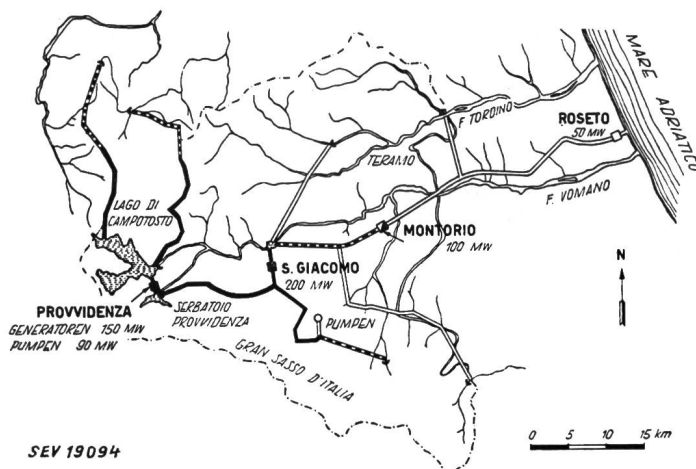 MARE ADRIATICO
F. TORDINO
ROSETO
50 MW
TERAMO
F. VOMANO
LAGO DI
CAMPOTOSTO
MONTORIO
100 MW
N
S. GIACOMO
200 MW
PROVVIDENZA
GENERATOREN 150 MW
PUMPEN 90 MW
SERBATOIO
PROVVIDENZA
PUMPEN
GRAN SASSO D'ITALIA
0 5 10 15 km
SEV 19094